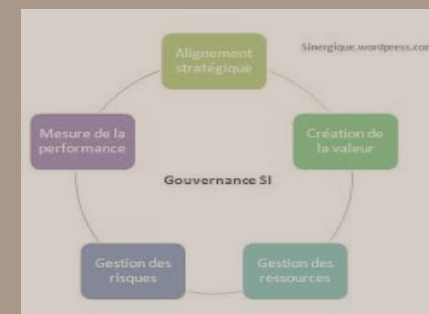 Alignement
stratégique
Sinergique.wordpress.com
Mesure de la
performance
Création de
la valeur
Gouvernance SI
Gestion des
risques
Gestion des
ressources